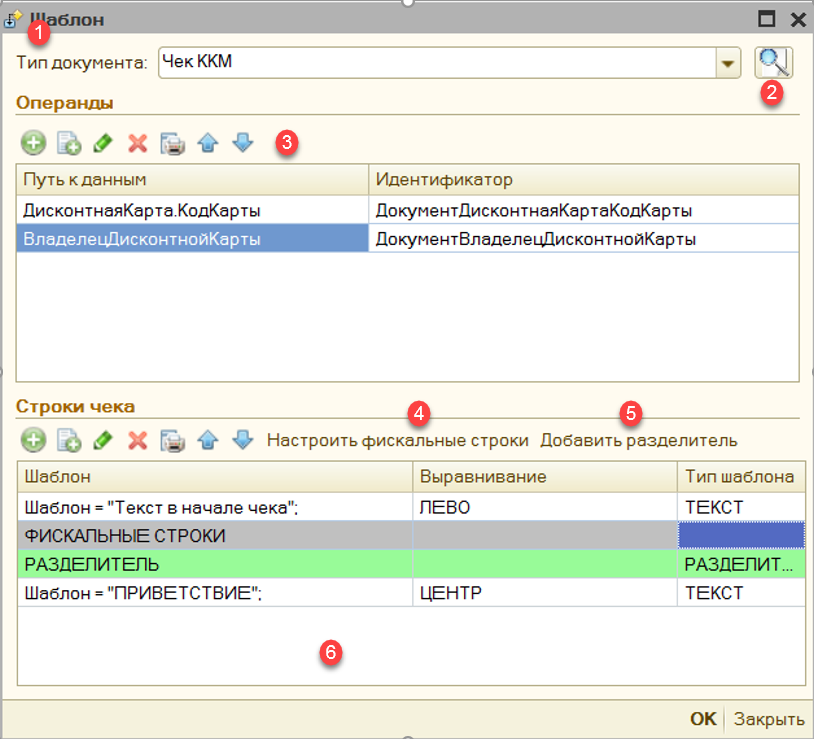 Шаблон
1
Тип документа: Чек ККМ
2
Операнды
3
Путь к данным Идентификатор
ДисконтнаяКарта.КодКарты ДокументДисконтнаяКартаКодКарты
ВладелецДисконтнойКарты ДокументВладелецДисконтнойКарты
Строки чека
4 5
Настроить фискальные строки Добавить разделитель
Шаблон Выравнивание Тип шаблона
Шаблон = "Текст в начале чека"; ЛЕВО ТЕКСТ
ФИСКАЛЬНЫЕ СТРОКИ
РАЗДЕЛИТЕЛЬ РАЗДЕЛИТ...
Шаблон = "ПРИВЕТСТВИЕ"; ЦЕНТР ТЕКСТ
6
OK Закрыть